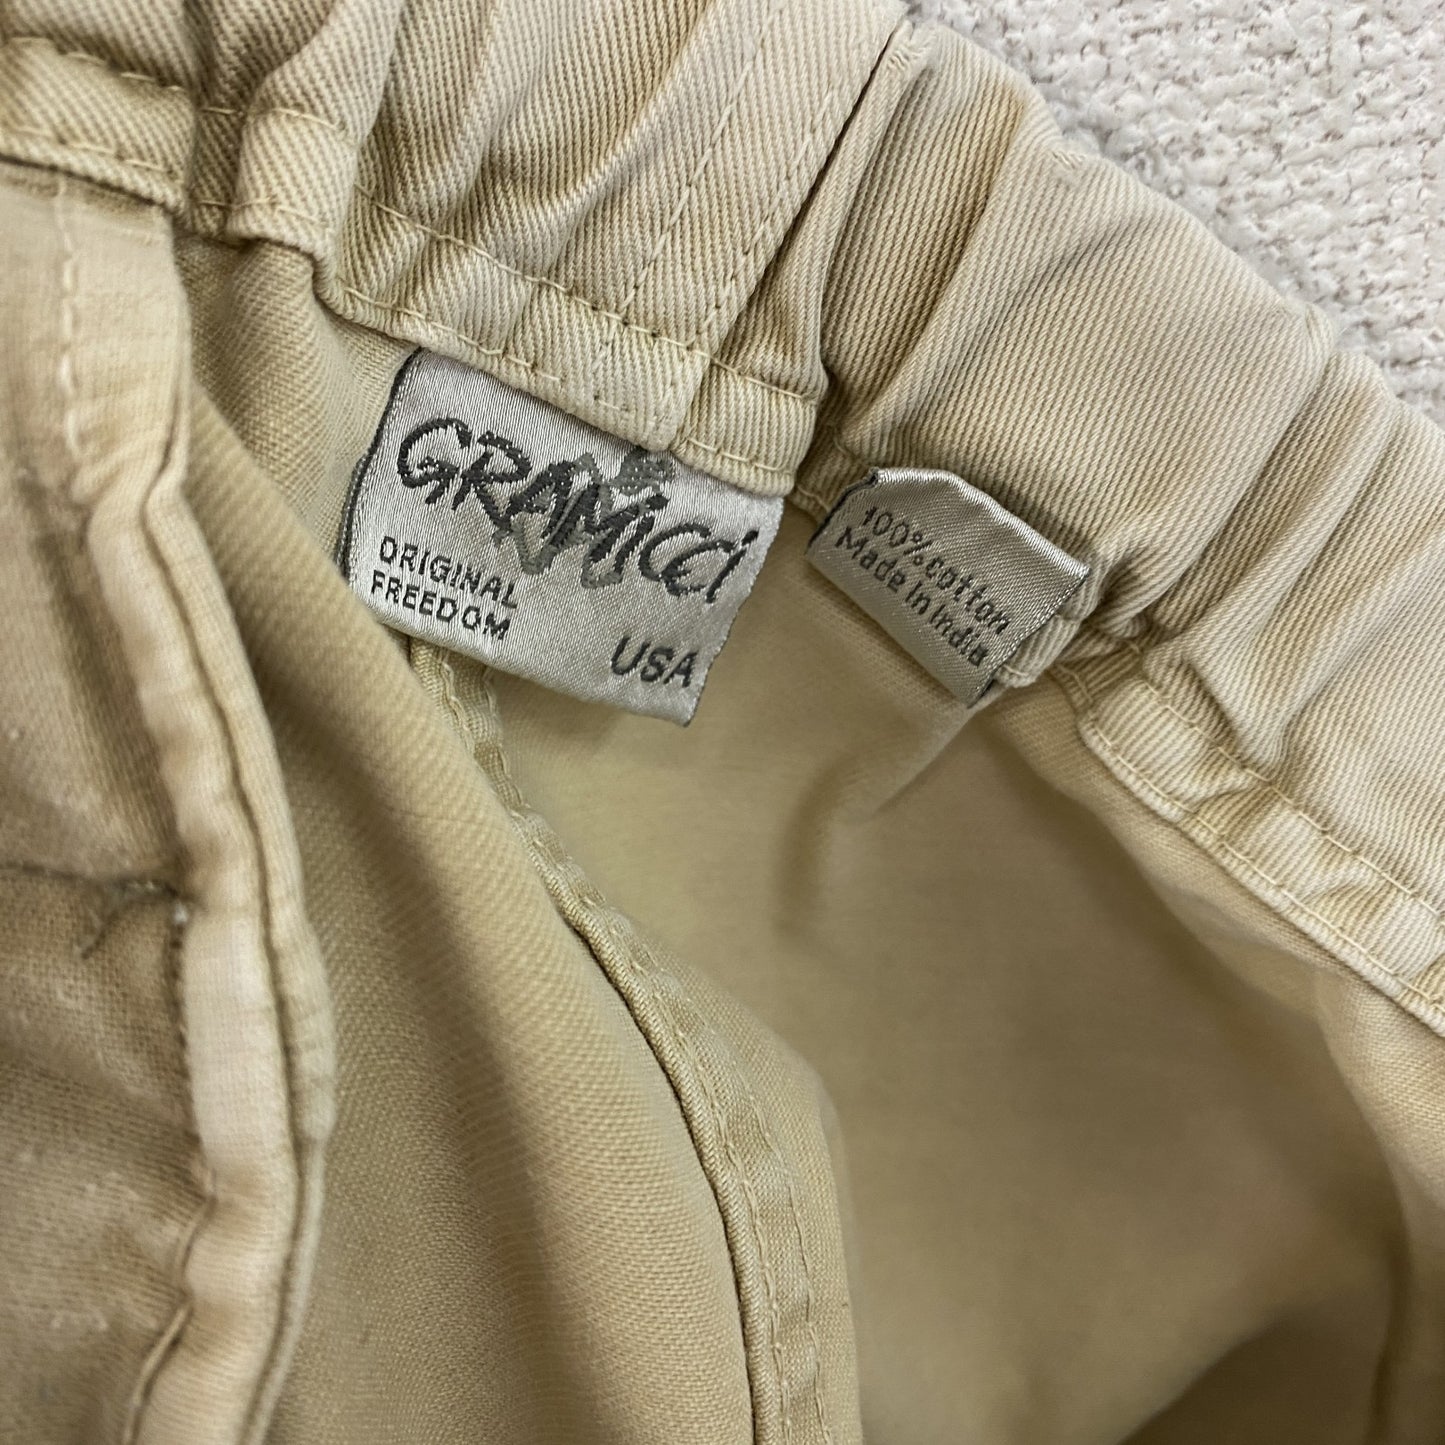 GRAMiCCi
ORIGINAL
FREEDOM
USA
100%cotton
Made in India